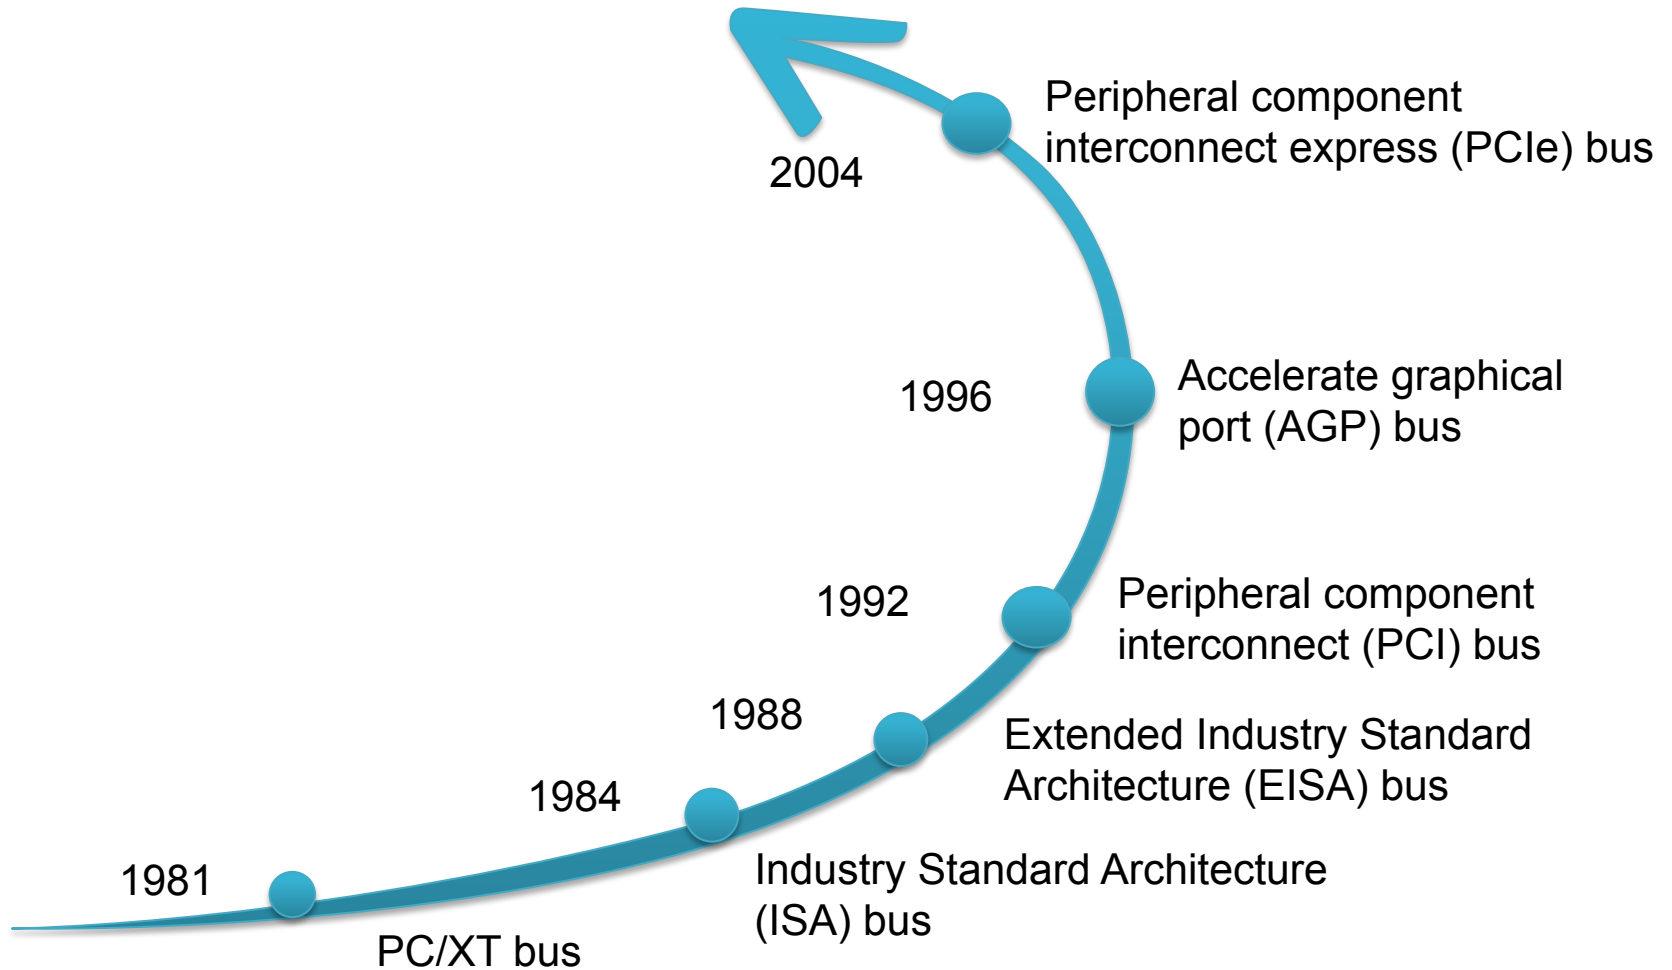 Peripheral component
interconnect express (PCIe) bus
2004
Accelerate graphical
port (AGP) bus
1996
Peripheral component
interconnect (PCI) bus
1992
1988
Extended Industry Standard
Architecture (EISA) bus
1984
Industry Standard Architecture
(ISA) bus
1981
PC/XT bus